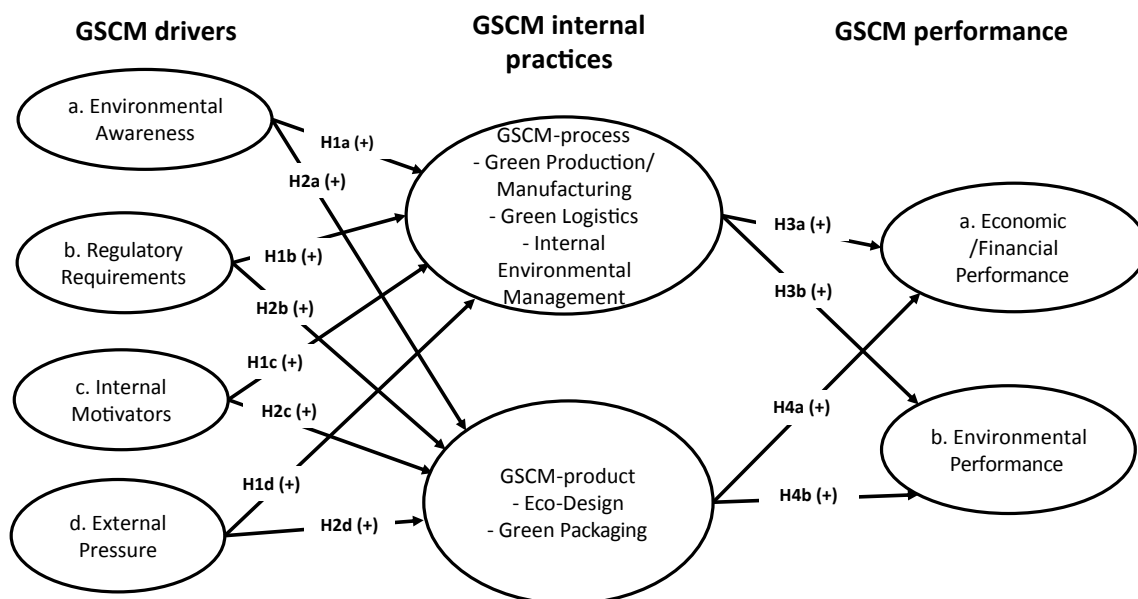 GSCM drivers
GSCM internal
practices
GSCM performance
a. Environmental
Awareness
b. Regulatory
Requirements
c. Internal
Motivators
d. External
Pressure
H1a (+)
H2a (+)
H1b (+)
H2b (+)
H1c (+)
H2c (+)
H1d (+)
H2d (+)
GSCM-process
- Green Production/
Manufacturing
- Green Logistics
- Internal
Environmental
Management
GSCM-product
- Eco-Design
- Green Packaging
H3a (+)
H3b (+)
H4a (+)
H4b (+)
a. Economic
/Financial
Performance
b. Environmental
Performance